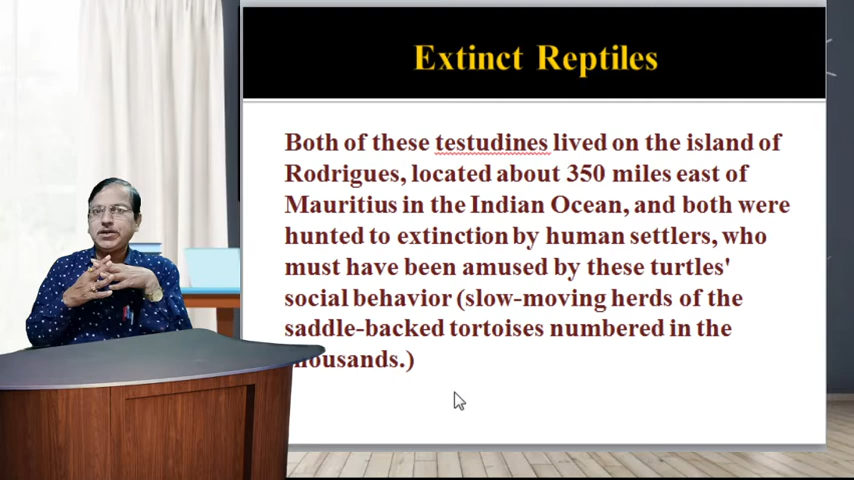 Extinct Reptiles
Both of these testudines lived on the island of
Rodrigues, located about 350 miles east of
Mauritius in the Indian Ocean, and both were
hunted to extinction by human settlers, who
must have been amused by these turtles'
social behavior (slow-moving herds of the
saddle-backed tortoises numbered in the
thousands.)